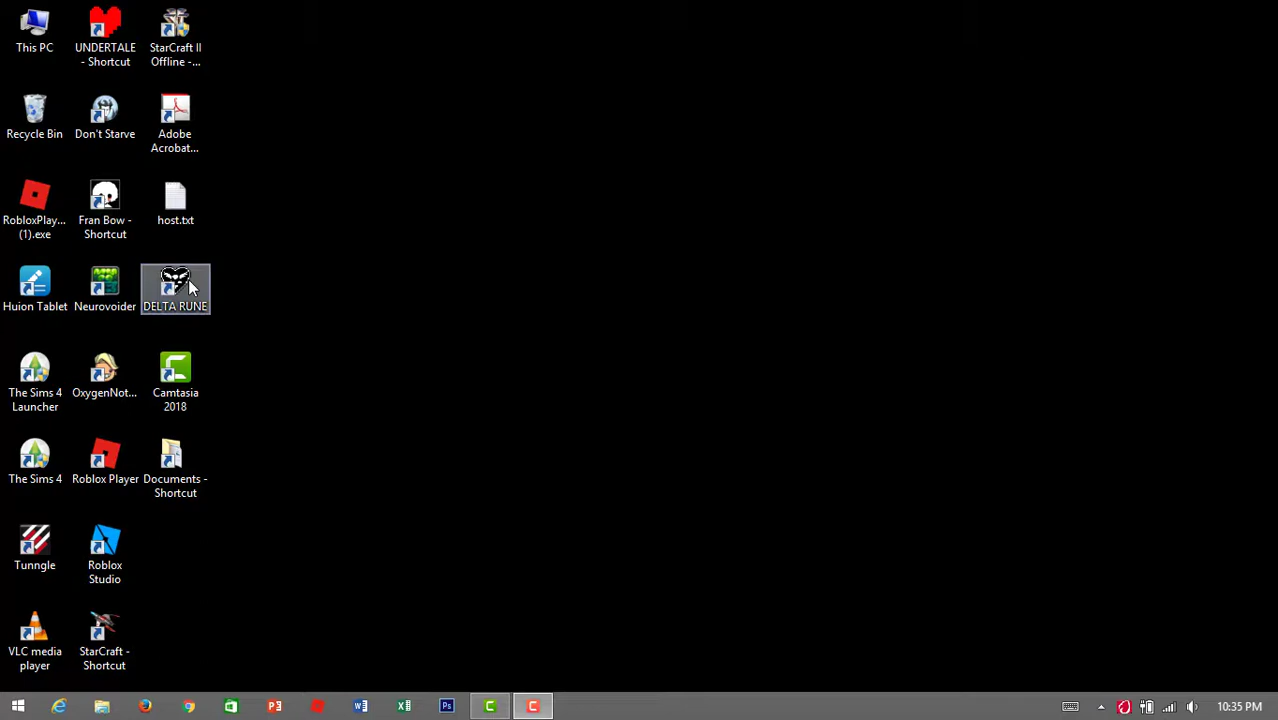 This PC
UNDERTALE
- Shortcut
StarCraft II
Offline -...
Recycle Bin
Don't Starve
Adobe
Acrobat...
RobloxPlay...
(1).exe
Fran Bow -
Shortcut
host.txt
Huion Tablet
Neurovoider
DELTA RUNE
The Sims 4
Launcher
OxygenNot...
Camtasia
2018
The Sims 4
Roblox Player
Documents -
Shortcut
Tunngle
Roblox
Studio
VLC media
player
StarCraft -
Shortcut
10:35 PM